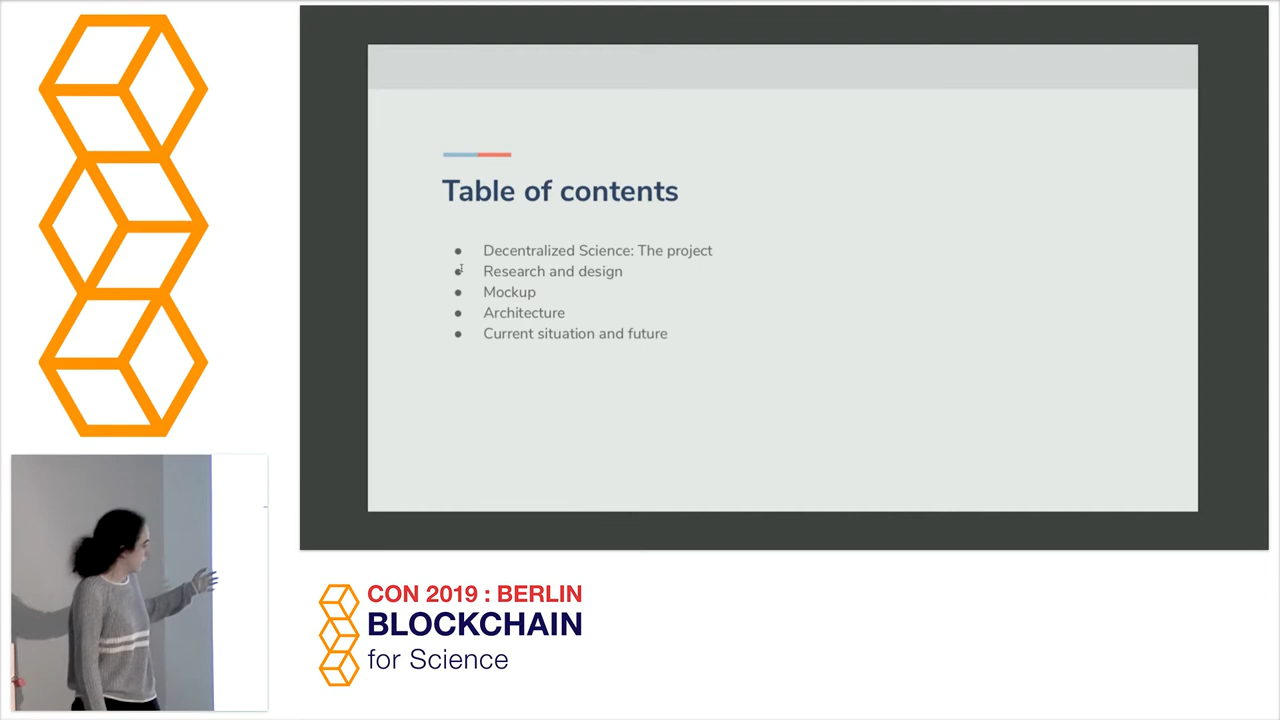 Table of contents
● Decentralized Science: The project
● Research and design
● Mockup
● Architecture
● Current situation and future
CON 2019 : BERLIN
BLOCKCHAIN
for Science